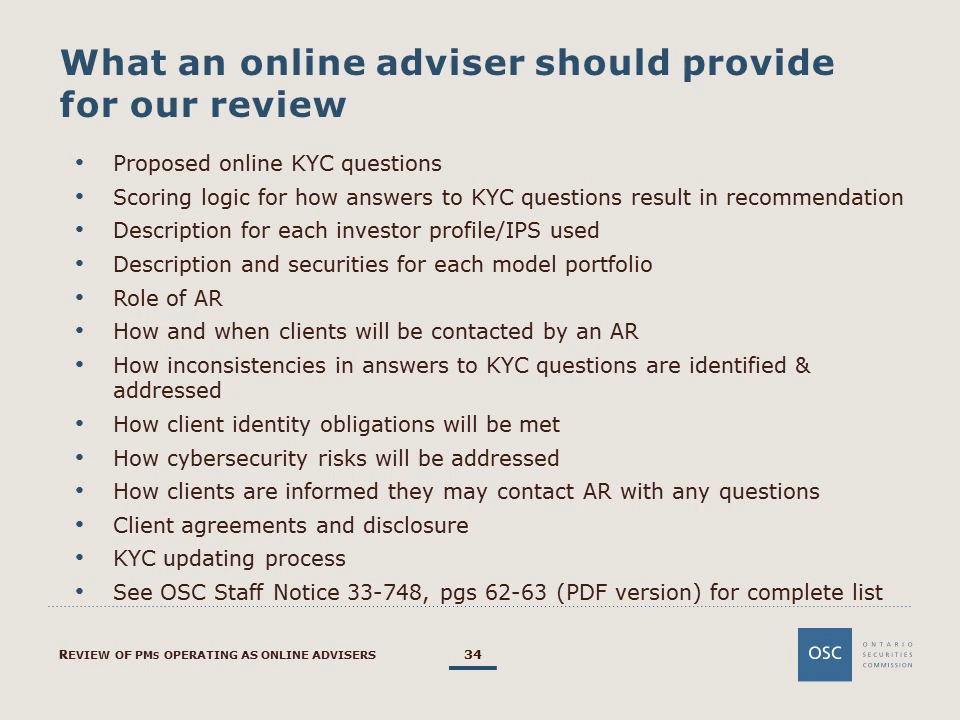 What an online adviser should provide
for our review
• Proposed online KYC questions
• Scoring logic for how answers to KYC questions result in recommendation
• Description for each investor profile/IPS used
• Description and securities for each model portfolio
• Role of AR
• How and when clients will be contacted by an AR
• How inconsistencies in answers to KYC questions are identified &
addressed
• How client identity obligations will be met
• How cybersecurity risks will be addressed
• How clients are informed they may contact AR with any questions
• Client agreements and disclosure
• KYC updating process
• See OSC Staff Notice 33-748, pgs 62-63 (PDF version) for complete list
REVIEW OF PMs OPERATING AS ONLINE ADVISERS
34
OSC
ONTARIO
SECURITIES
COMMISSION